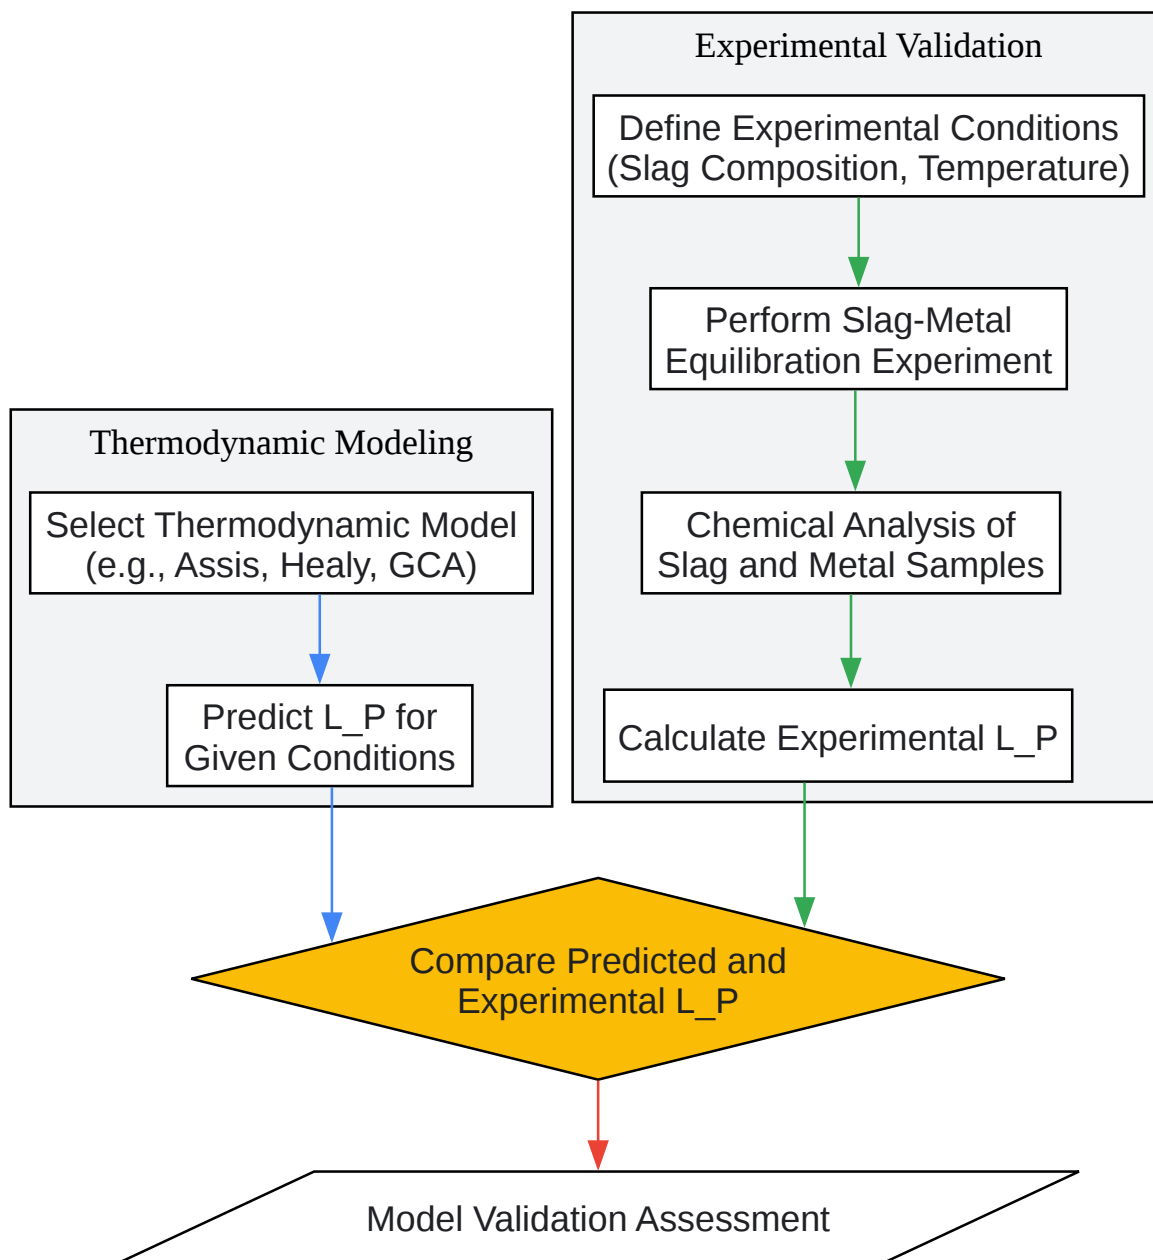 Experimental Validation
Define Experimental Conditions
(Slag Composition, Temperature)
Perform Slag-Metal
Equilibration Experiment
Chemical Analysis of
Slag and Metal Samples
Calculate Experimental L_P
Thermodynamic Modeling
Select Thermodynamic Model
(e.g., Assis, Healy, GCA)
Predict L_P for
Given Conditions
Compare Predicted and
Experimental L_P
Model Validation Assessment